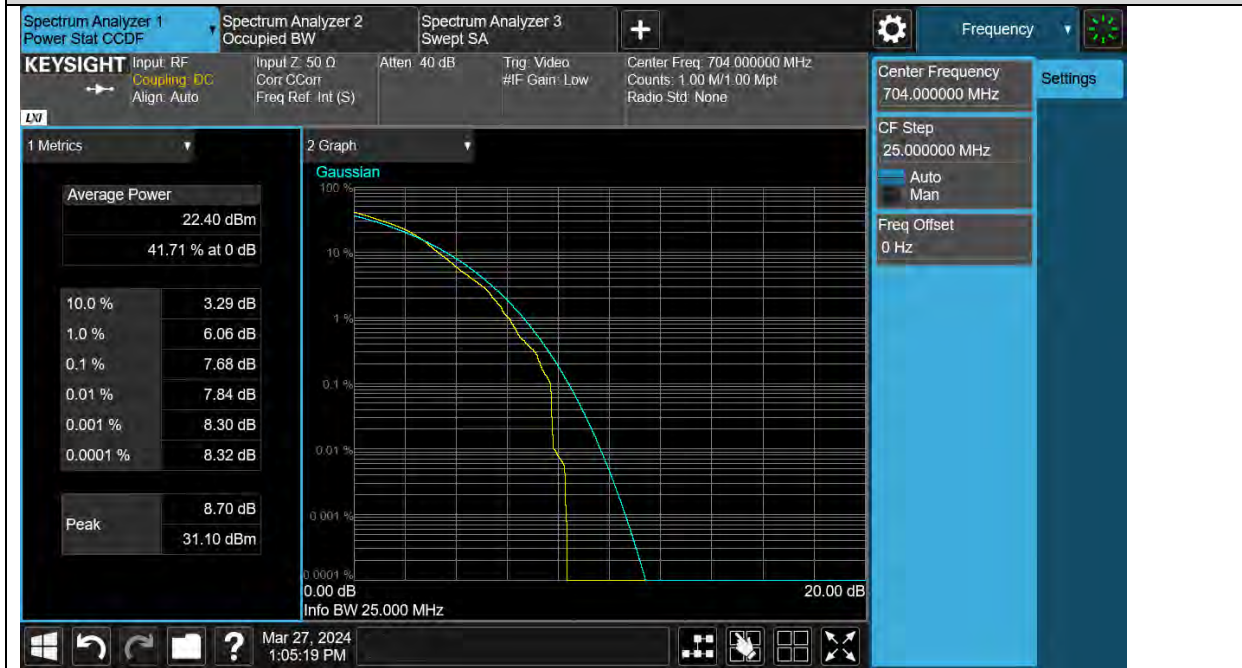 Spectrum Analyzer 1
Power Stat CCDF
Spectrum Analyzer 2
Occupied BW
Spectrum Analyzer 3
Swept SA
+
Frequency
KEYSIGHT
LXI
Input: RF
Coupling: DC
Align: Auto
Input Z: 50 Ω
Corr CCorr
Freq Ref: Int (S)
Atten: 40 dB
Trig: Video
#IF Gain: Low
Center Freq: 704.000000 MHz
Counts: 1.00 M/1.00 Mpt
Radio Std: None
Center Frequency
704.000000 MHz
Settings
CF Step
25.000000 MHz
Auto
Man
Freq Offset
0 Hz
1 Metrics
Average Power
22.40 dBm
41.71 % at 0 dB
10.0 % 3.29 dB
1.0 % 6.06 dB
0.1 % 7.68 dB
0.01 % 7.84 dB
0.001 % 8.30 dB
0.0001 % 8.32 dB
Peak
8.70 dB
31.10 dBm
2 Graph
Gaussian
100 %
10 %
1 %
0.1 %
0.01 %
0.001 %
0.0001 %
0.00 dB 20.00 dB
Info BW 25.000 MHz
?
Mar 27, 2024
1:05:19 PM